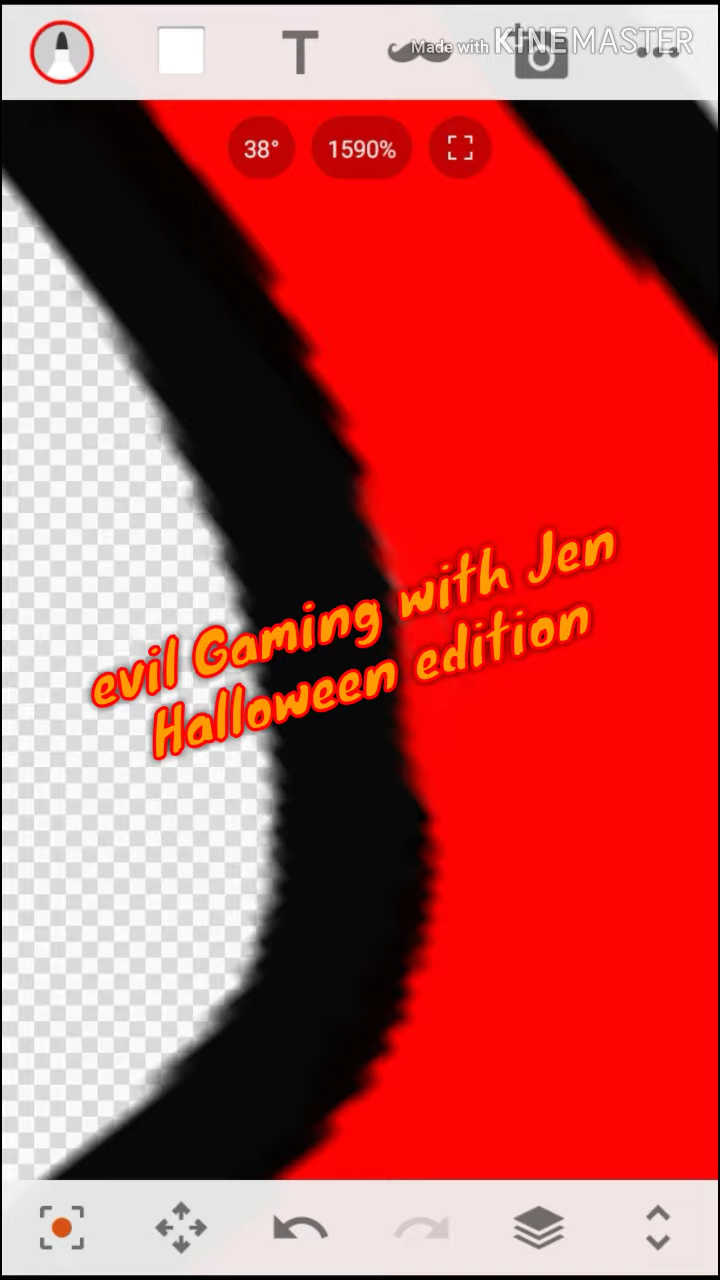 T
Made with KINEMASTER
38°
1590%
evil Gaming with Jen
Halloween edition